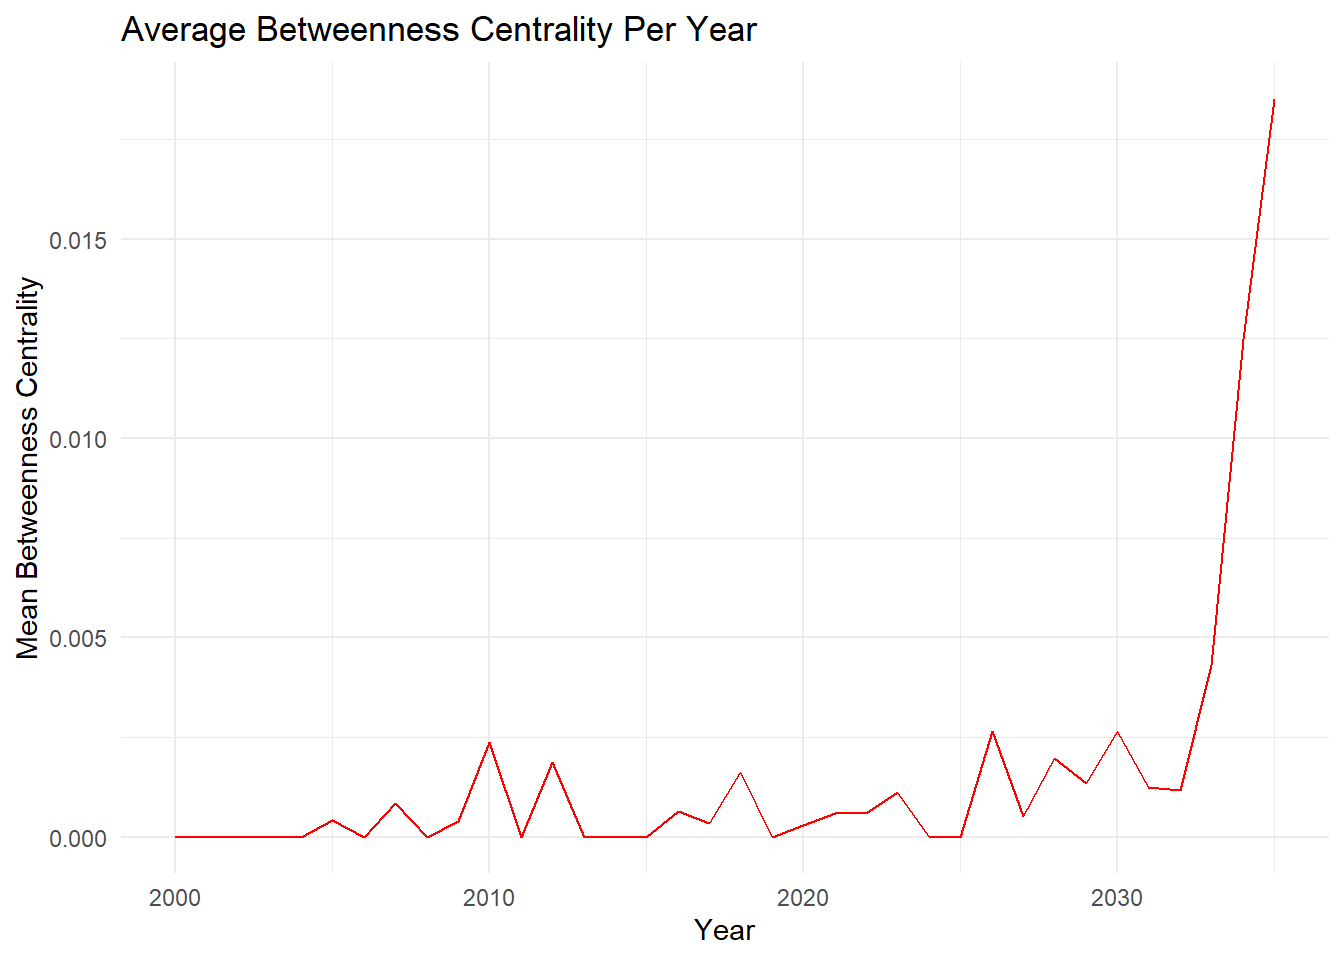 Average Betweenness Centrality Per Year
Mean Betweenness Centrality
0.015
0.010
0.005
0.000
2000 2010 2020 2030
Year